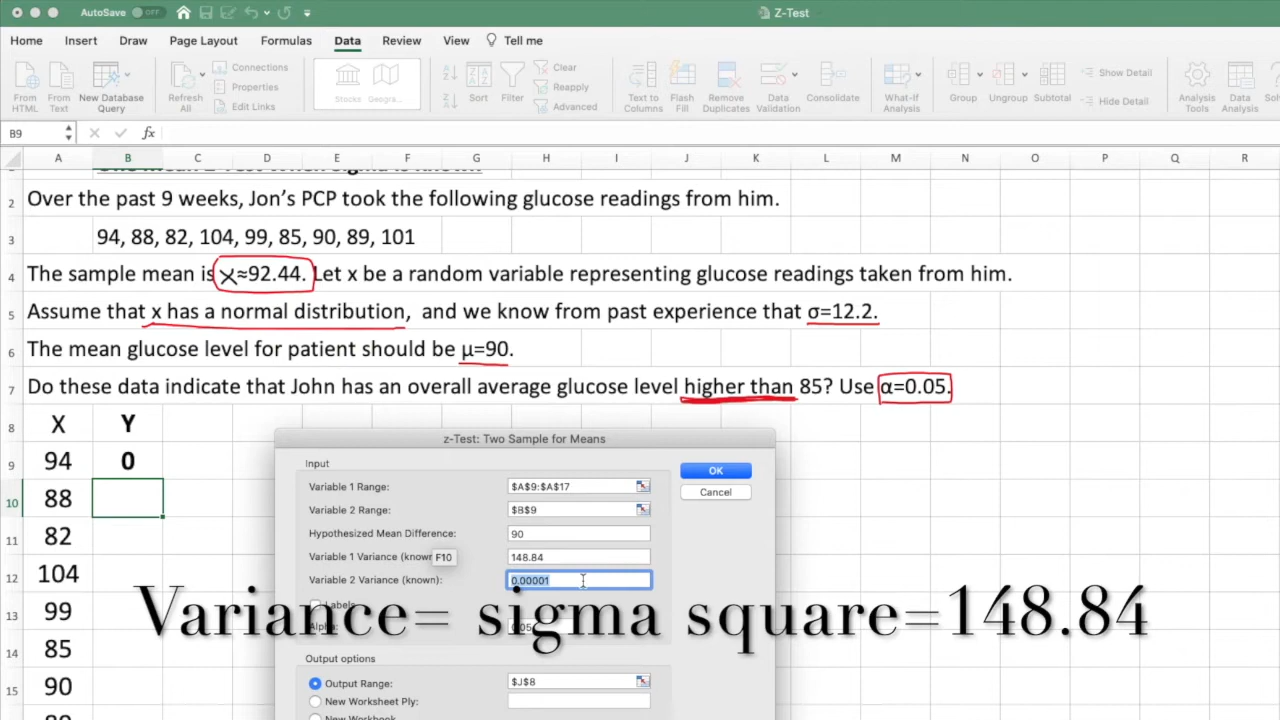 AutoSave OFF Z-Test
Home Insert Draw Page Layout Formulas Data Review View Tell me
From HTML From Text New Database Query Refresh All Connections Properties Edit Links Stocks Geogra... Sort Filter Clear Reapply Advanced Text to Columns Flash Fill Remove Duplicates Data Validation Consolidate What-If Analysis Group Ungroup Subtotal Show Detail Hide Detail Analysis Tools Data Analysis
B9 fx
A B C D E F G H I J K L M N O P Q R
2 Over the past 9 weeks, Jon's PCP took the following glucose readings from him.
3 94, 88, 82, 104, 99, 85, 90, 89, 101
4 The sample mean is X≈92.44. Let x be a random variable representing glucose readings taken from him.
5 Assume that x has a normal distribution, and we know from past experience that σ=12.2.
6 The mean glucose level for patient should be μ=90.
7 Do these data indicate that John has an overall average glucose level higher than 85? Use α=0.05.
8 X Y
z-Test: Two Sample for Means
9 94 0
Input
OK
Variable 1 Range: $A$9:$A$17
Cancel
10 88
Variable 2 Range: $B$9
Hypothesized Mean Difference: 90
11 82
Variable 1 Variance (known F10 148.84
12 104
Variable 2 Variance (known): 0.00001
Labels
13 99
Variance= sigma square=148.84
Alpha: 0.05
14 85
Output options
15 90
Output Range: $J$8
New Worksheet Ply:
New Workbook